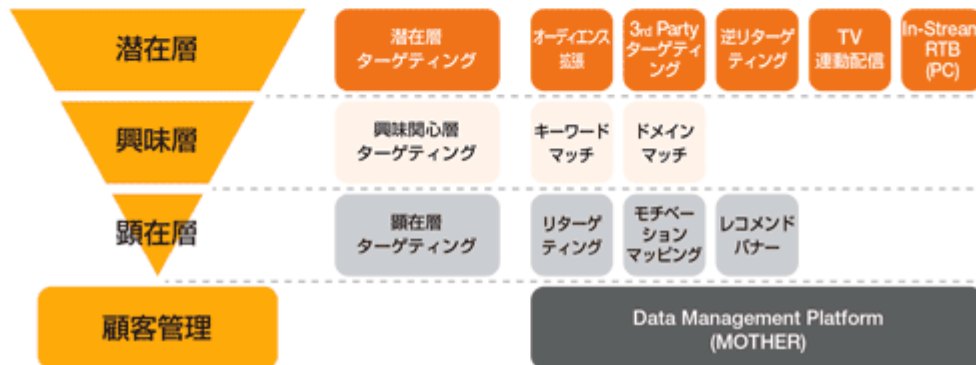 潜在層
潜在層
ターゲティング
オーディエンス
拡張
3rd Party
ターゲティ
ング
逆リターゲ
ティング
TV
連動配信
In-Stream
RTB
(PC)
興味層
興味関心層
ターゲティング
キーワード
マッチ
ドメイン
マッチ
顕在層
顕在層
ターゲティング
リターゲ
ティング
モチベー
ション
マッピング
レコメンド
バナー
顧客管理
Data Management Platform
(MOTHER)